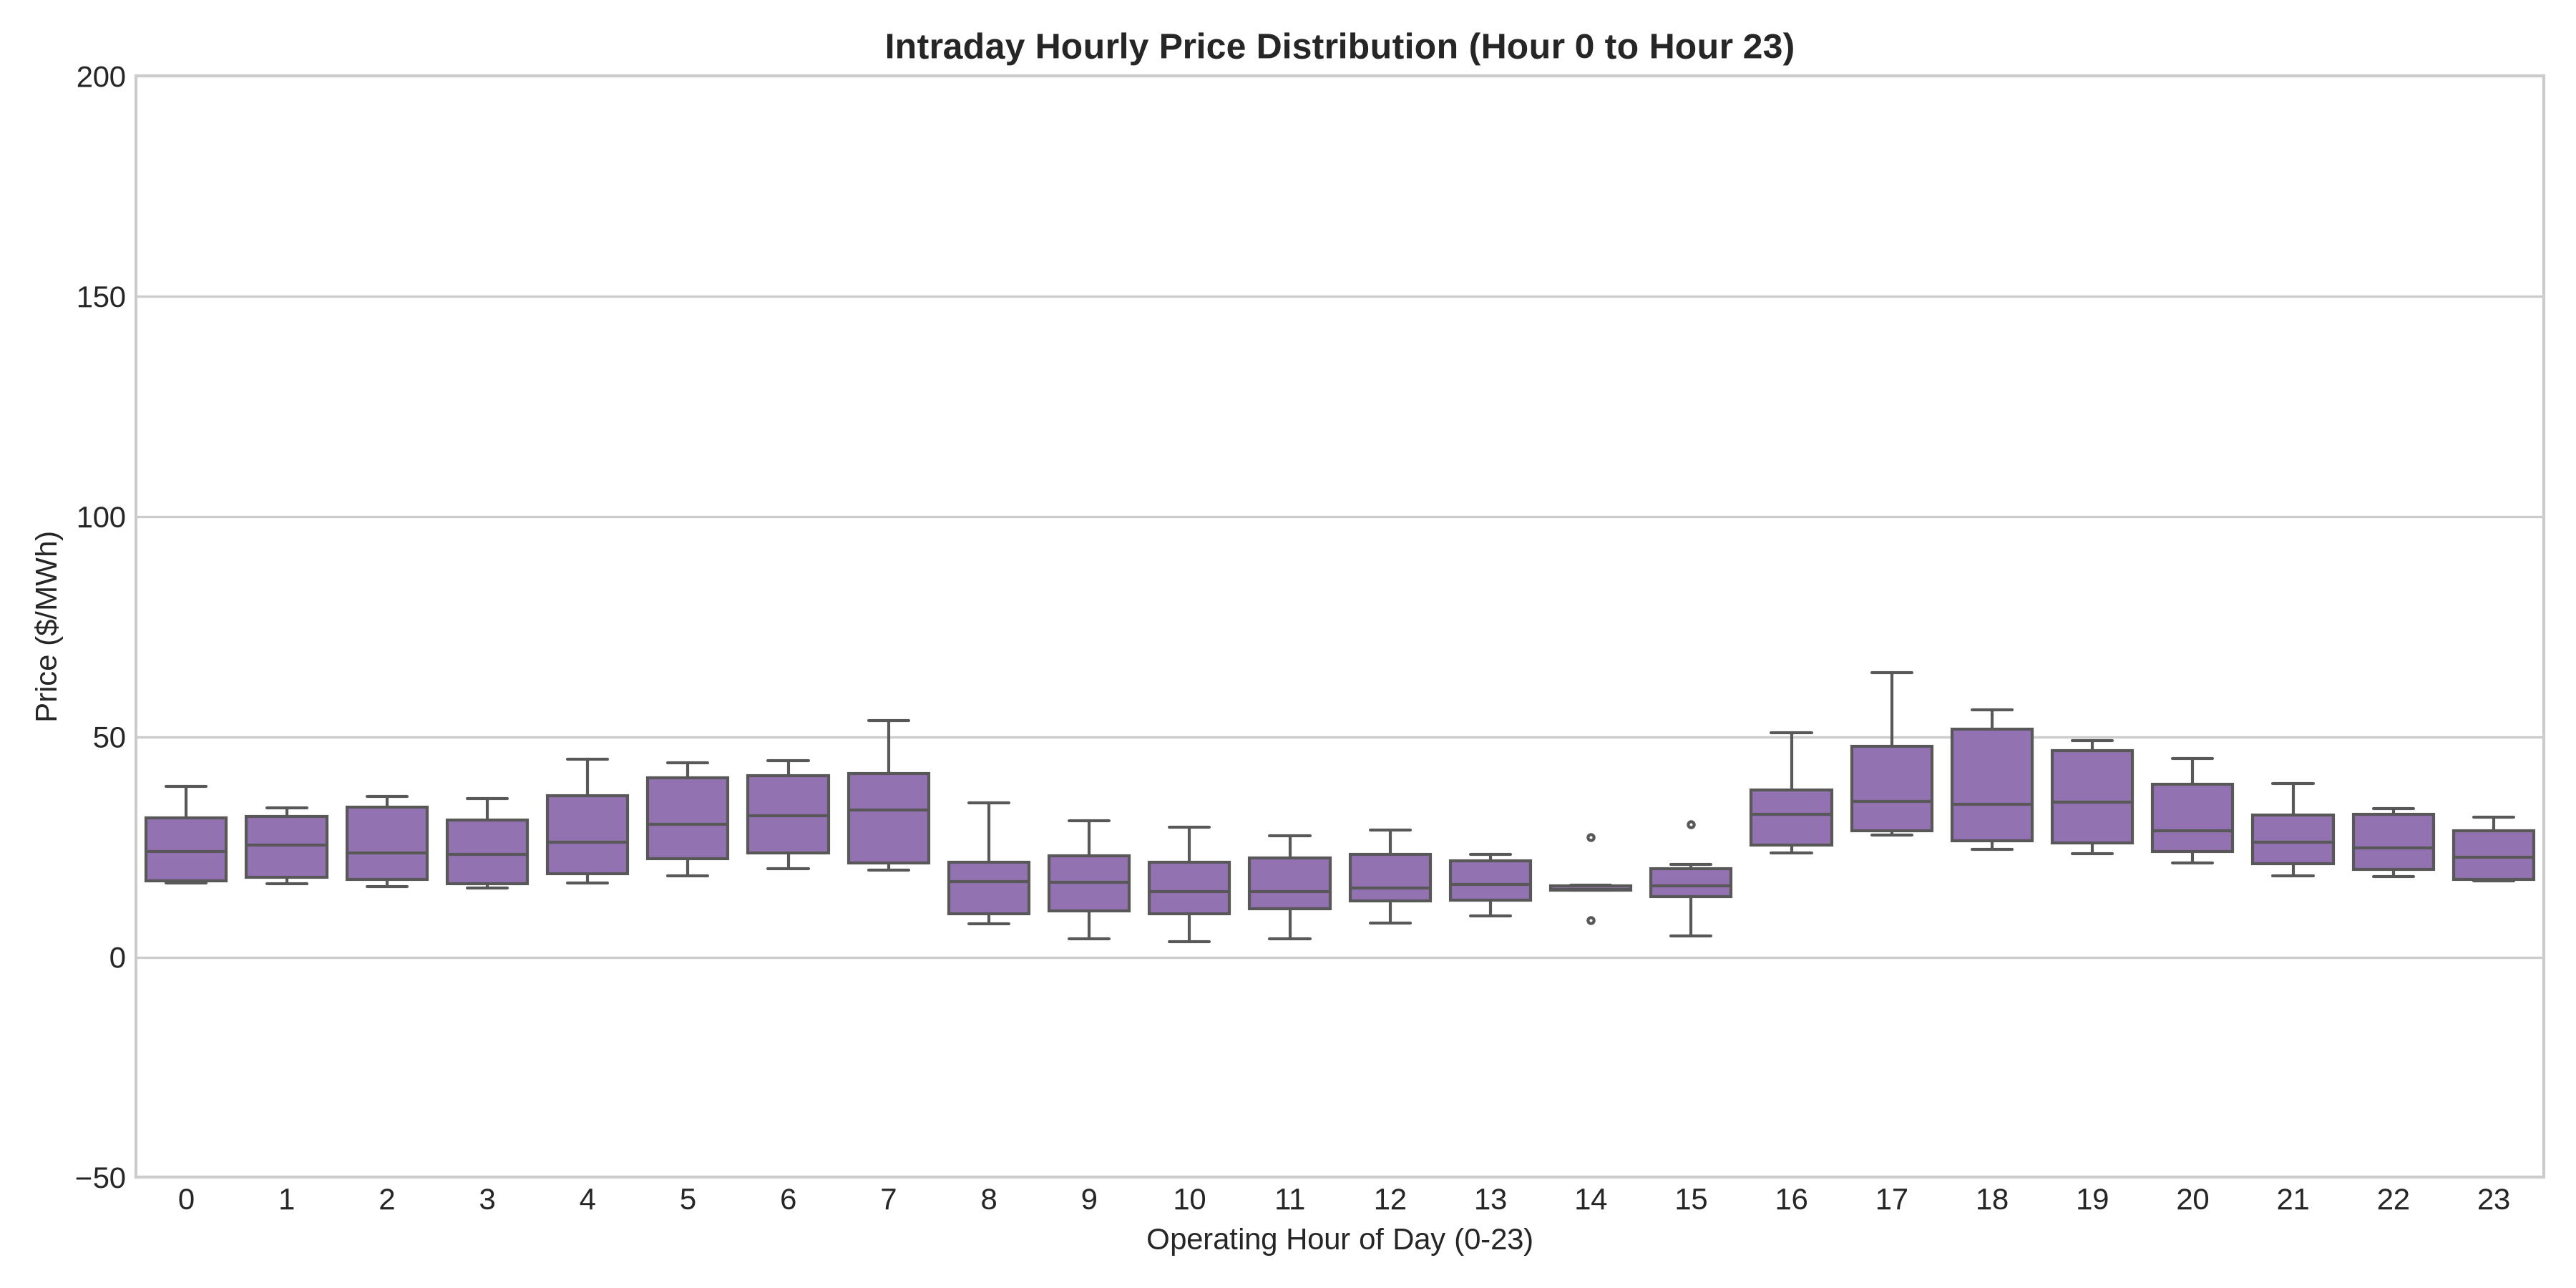 Intraday Hourly Price Distribution (Hour 0 to Hour 23)
200
150
100
50
0
−50
Price ($/MWh)
0 1 2 3 4 5 6 7 8 9 10 11 12 13 14 15 16 17 18 19 20 21 22 23
Operating Hour of Day (0-23)